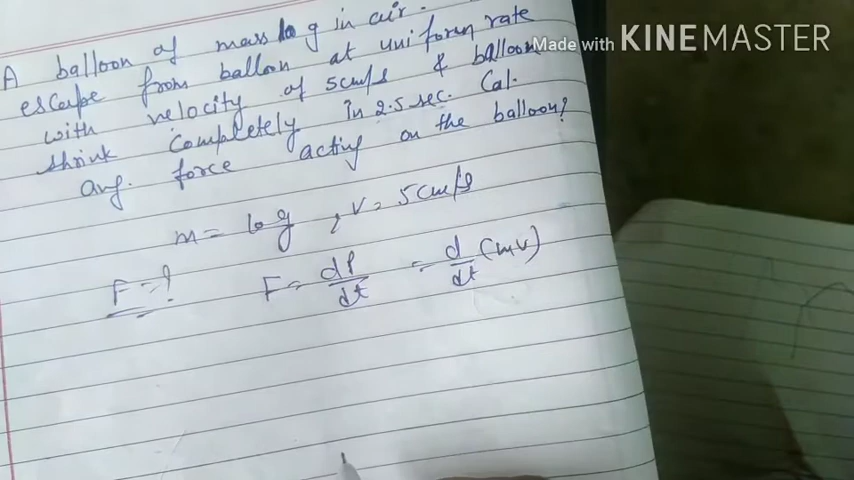 Made with KINEMASTER
A balloon of mass 10 g in air.
escape from ballon at uniform rate
with velocity of 5cm/s & balloon
shrink completely in 2.5 sec. Cal.
avg. force acting on the balloon?
m = 10g , V = 5cm/s
F = ? F = dP/dt = d/dt (mv)